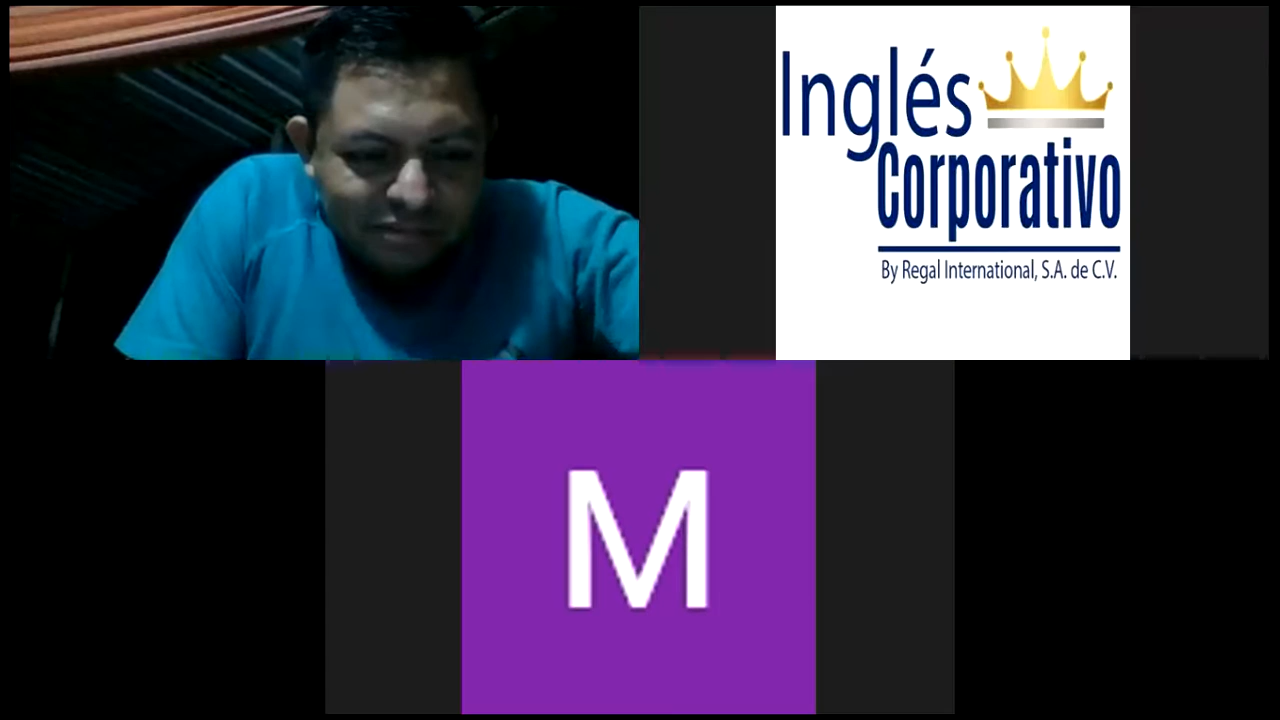 Inglés
Corporativo
By Regal International, S.A. de C.V.
M